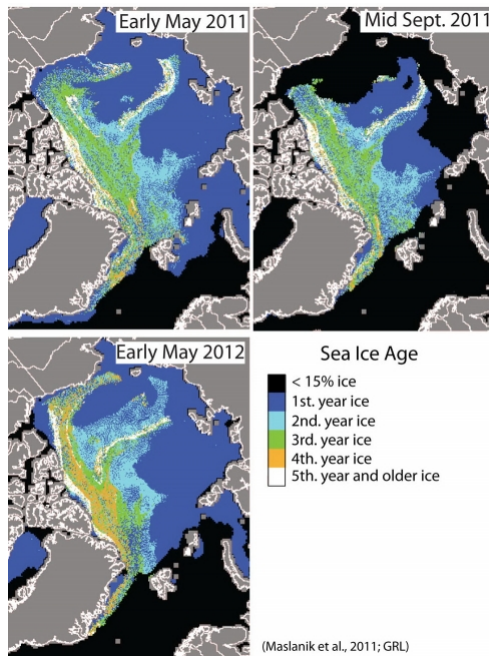 Early May 2011
Mid Sept. 2011
Early May 2012
Sea Ice Age
< 15% ice
1st. year ice
2nd. year ice
3rd. year ice
4th. year ice
5th. year and older ice
(Maslanik et al., 2011; GRL)